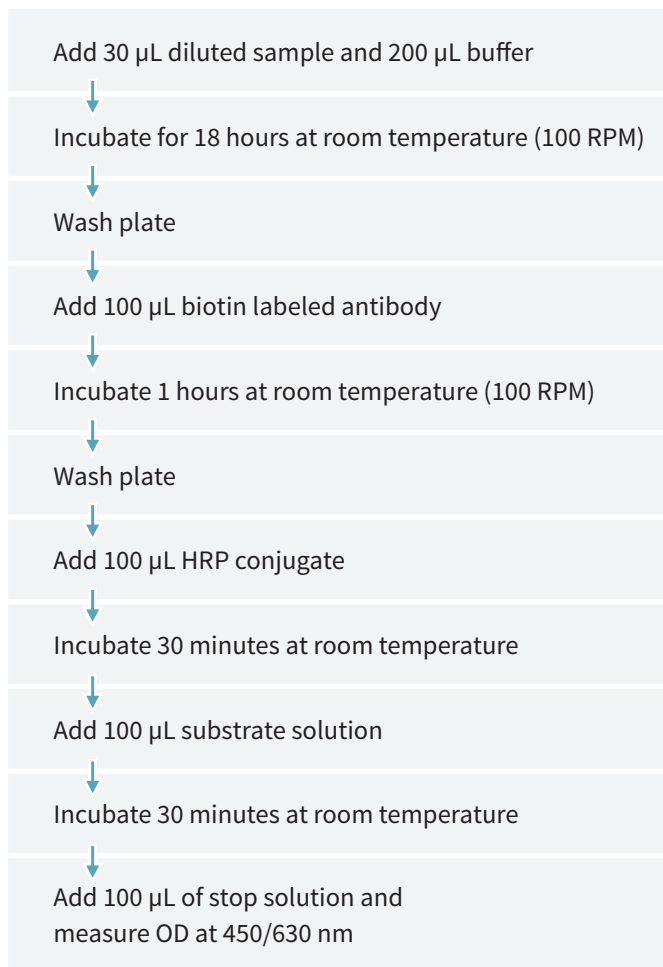 Add 30 µL diluted sample and 200 µL buffer
Incubate for 18 hours at room temperature (100 RPM)
Wash plate
Add 100 µL biotin labeled antibody
Incubate 1 hours at room temperature (100 RPM)
Wash plate
Add 100 µL HRP conjugate
Incubate 30 minutes at room temperature
Add 100 µL substrate solution
Incubate 30 minutes at room temperature
Add 100 µL of stop solution and
measure OD at 450/630 nm